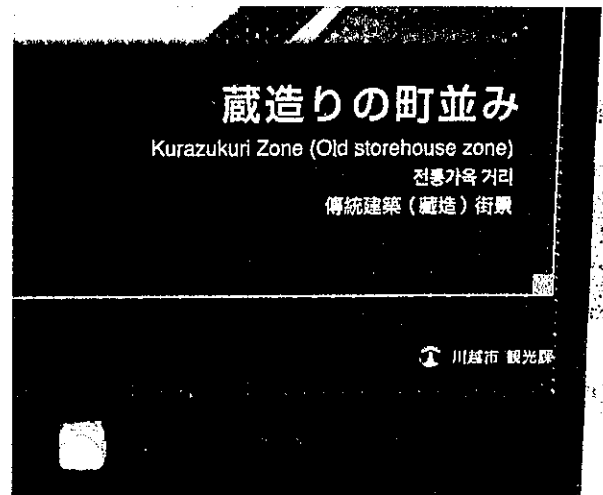 蔵造りの町並み
Kurazukuri Zone (Old storehouse zone)
전통가옥 거리
傳統建築（藏造）街景
川越市 観光課